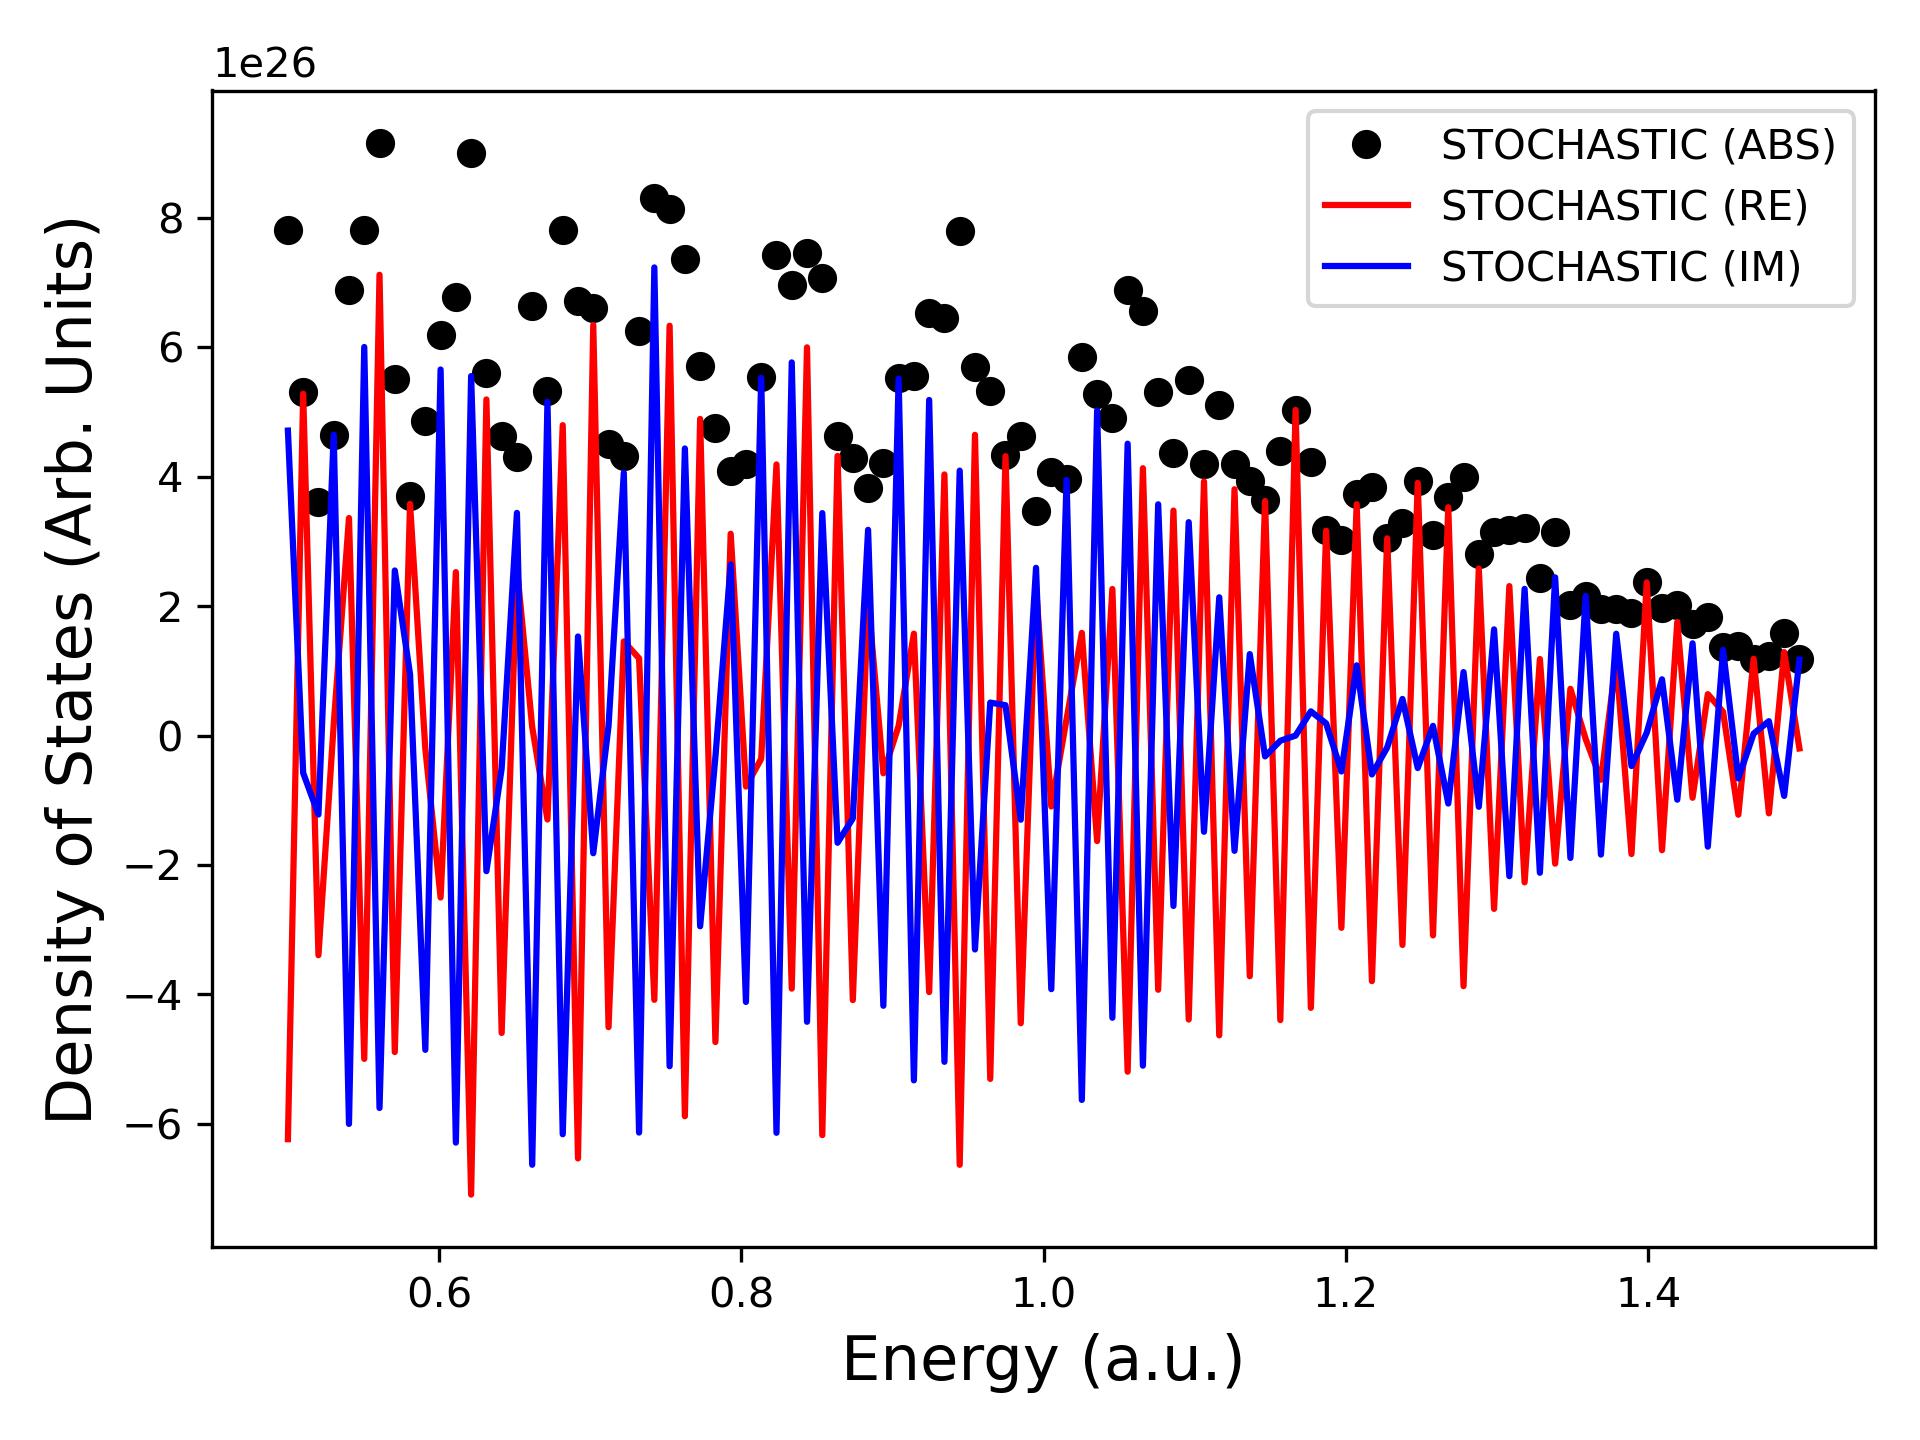 1e26
STOCHASTIC (ABS)
STOCHASTIC (RE)
STOCHASTIC (IM)
Density of States (Arb. Units)
8
6
4
2
0
−2
−4
−6
0.6
0.8
1.0
1.2
1.4
Energy (a.u.)